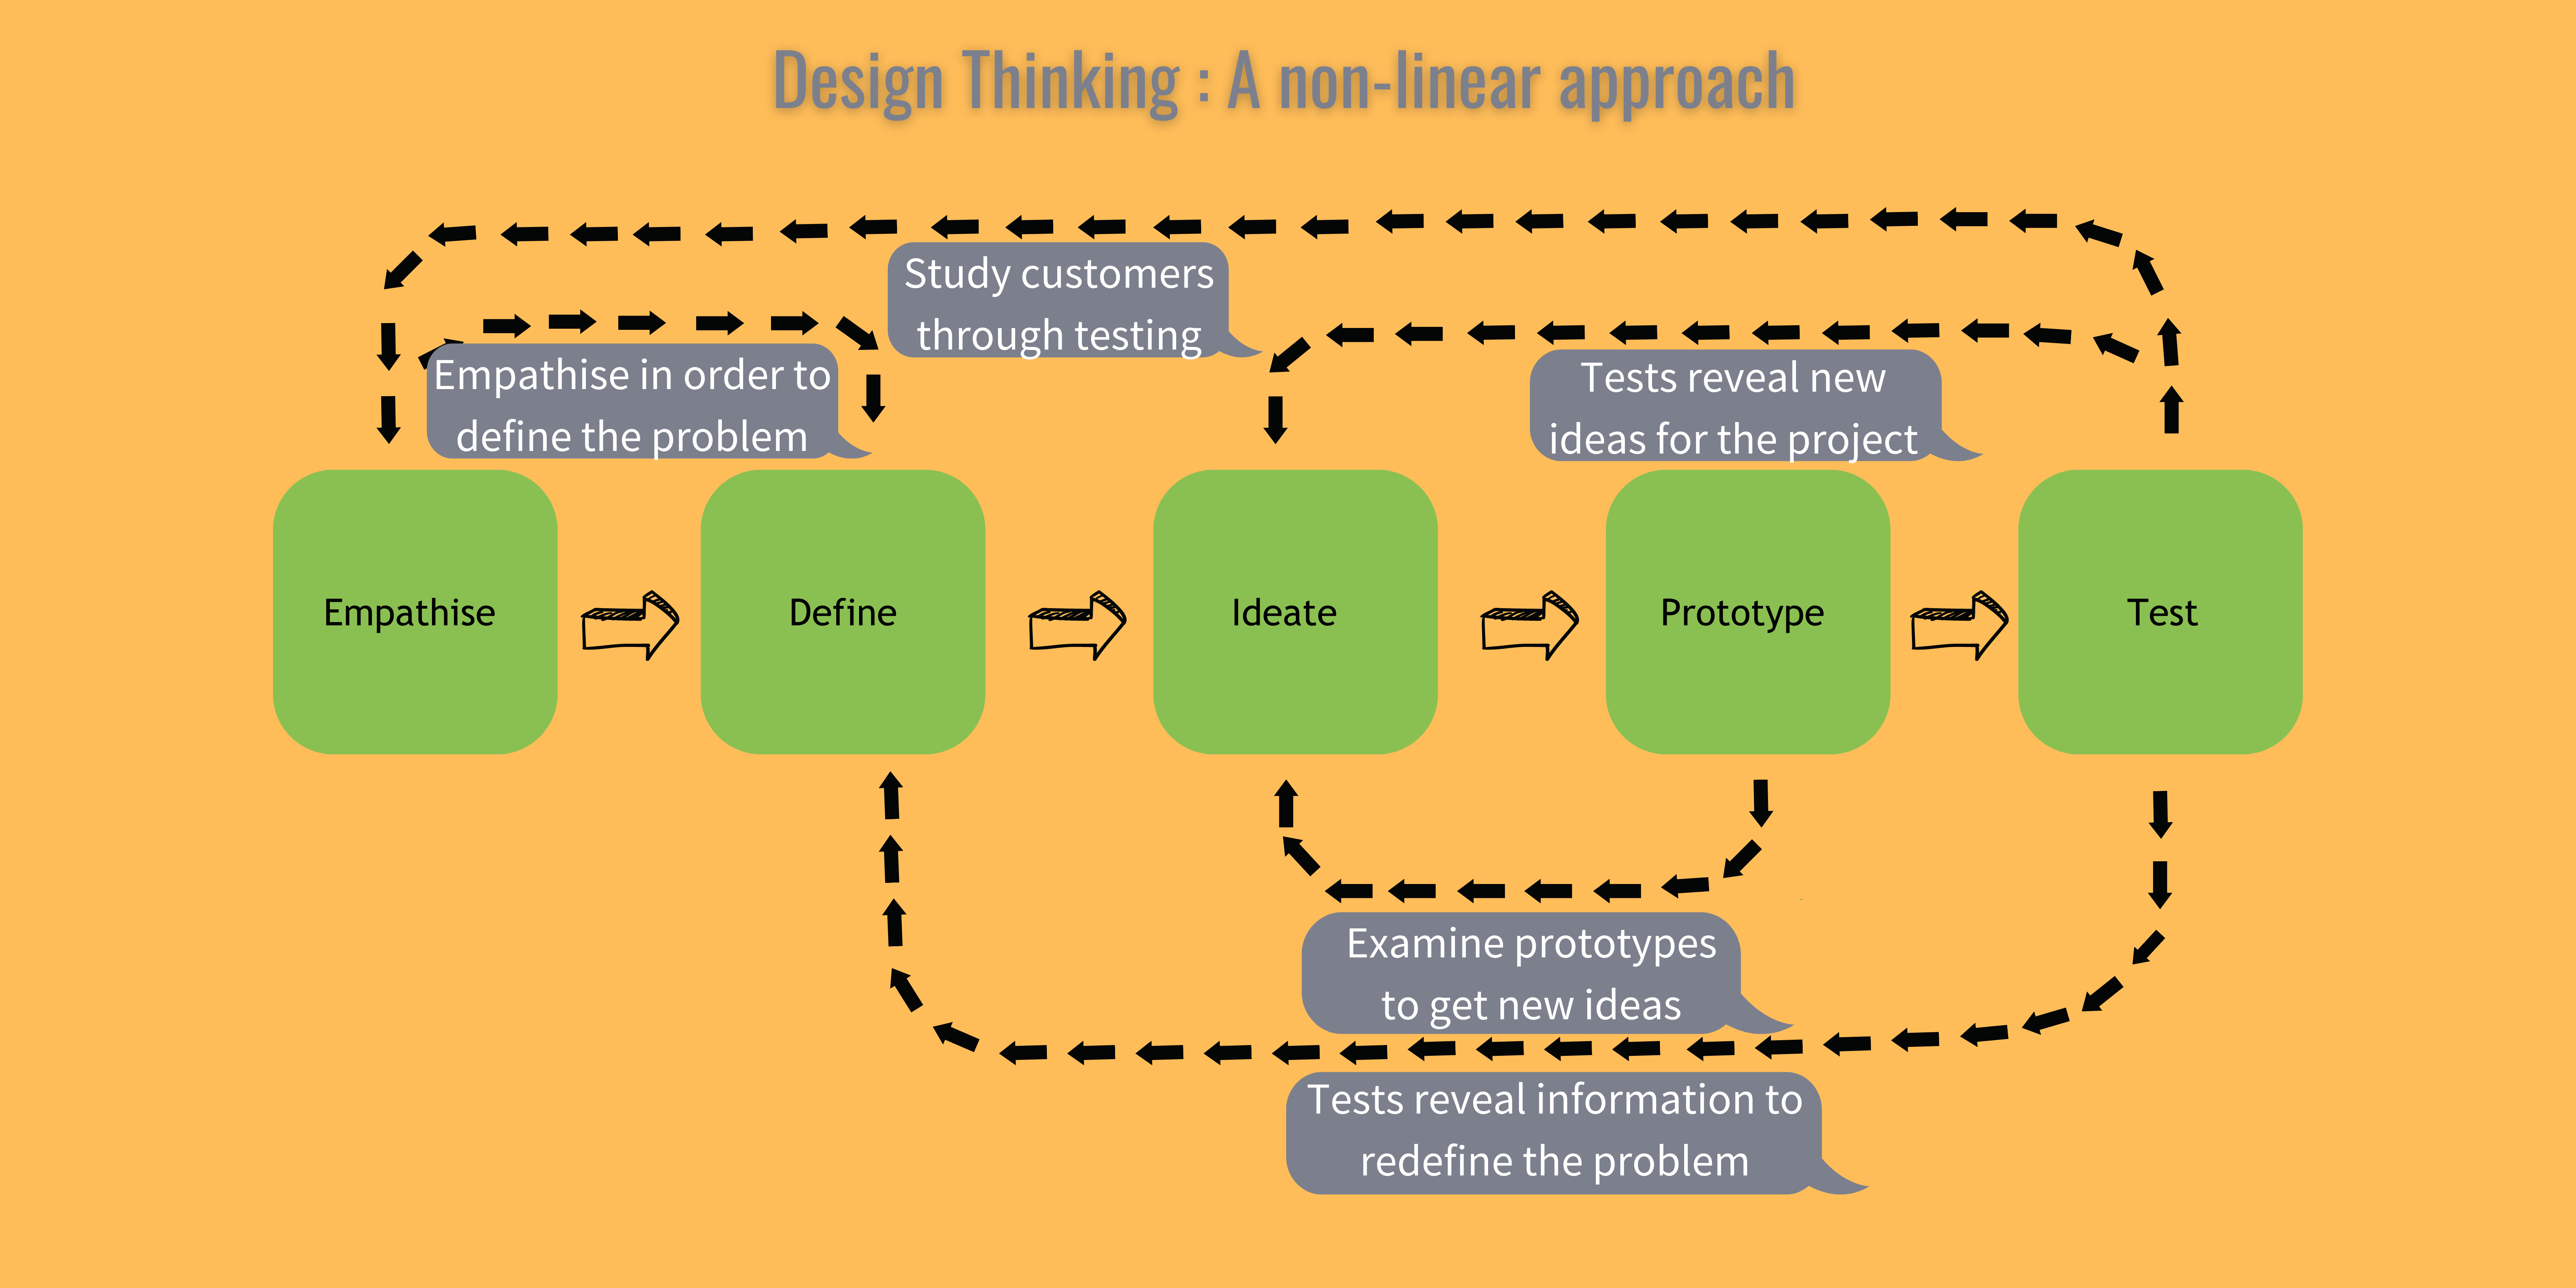 Design Thinking : A non-linear approach
Study customers
through testing
Empathise in order to
define the problem
Tests reveal new
ideas for the project
Empathise
Define
Ideate
Prototype
Test
Examine prototypes
to get new ideas
Tests reveal information to
redefine the problem